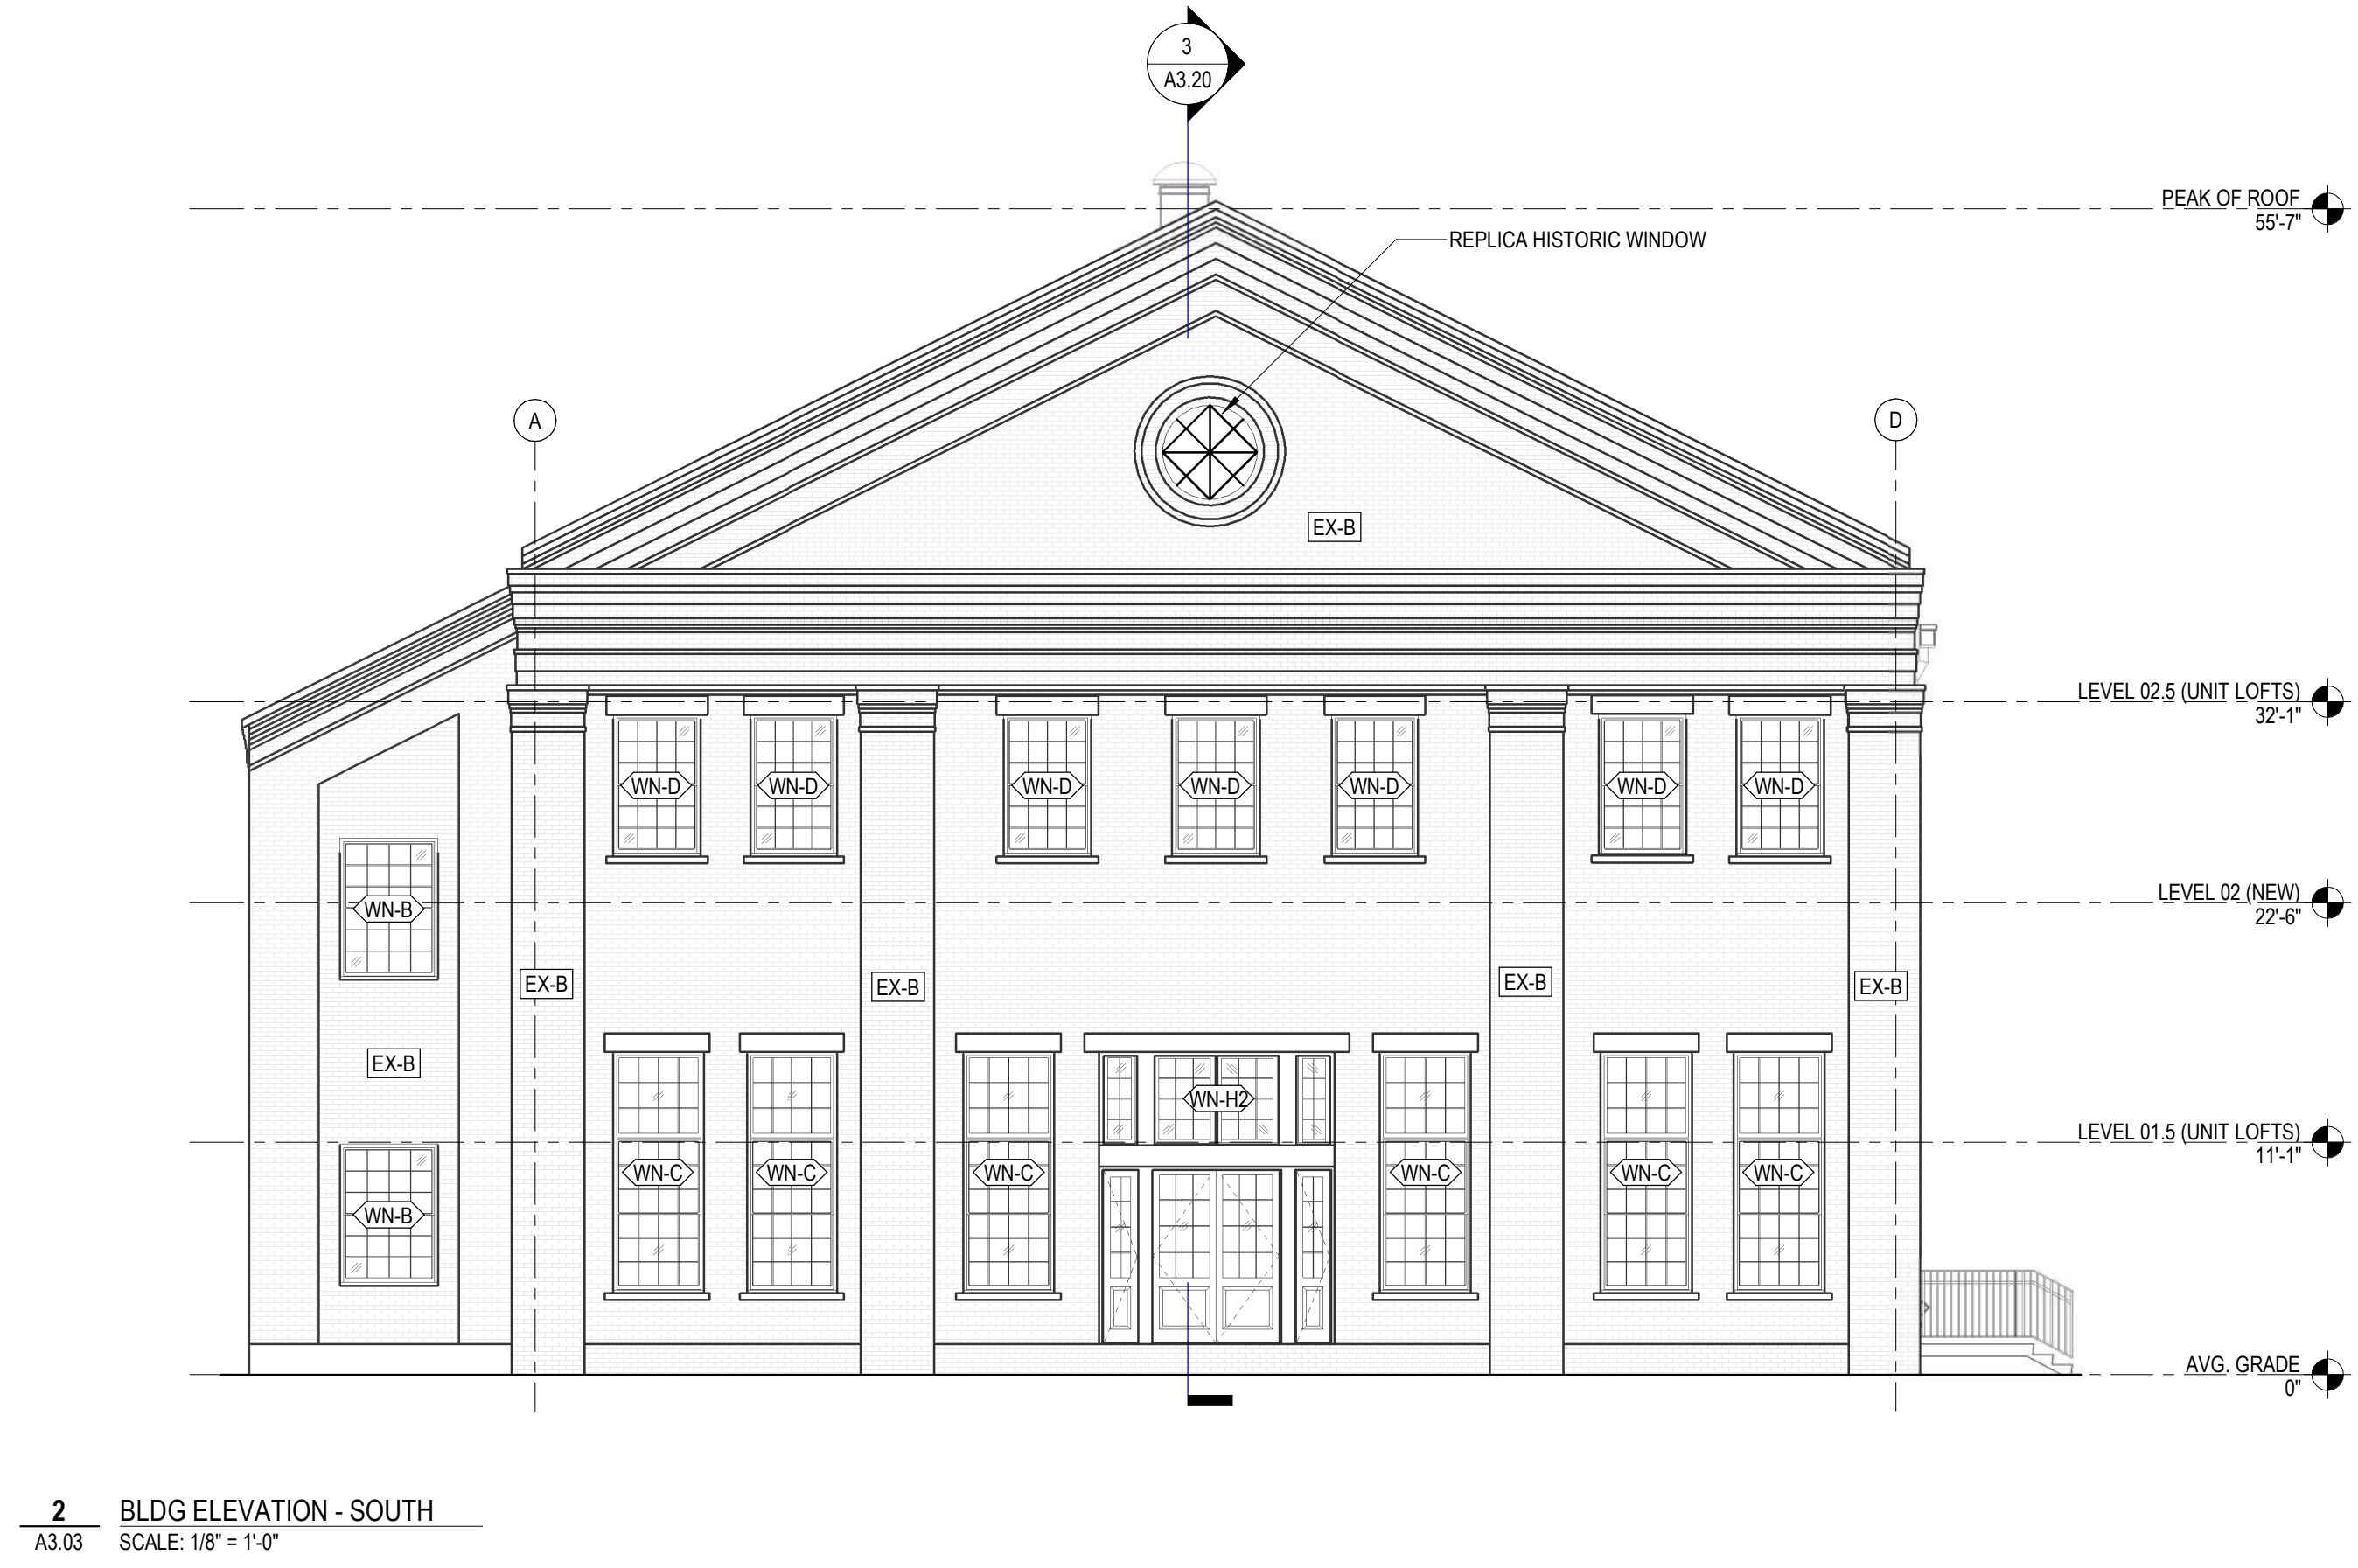 3
A3.20
PEAK OF ROOF
55'-7"
REPLICA HISTORIC WINDOW
A
D
EX-B
LEVEL 02.5 (UNIT LOFTS)
32'-1"
WN-D
WN-D
WN-D
WN-D
WN-D
WN-D
WN-D
LEVEL 02 (NEW)
22'-6"
WN-B
EX-B
EX-B
EX-B
EX-B
EX-B
WN-H2
LEVEL 01.5 (UNIT LOFTS)
11'-1"
WN-C
WN-C
WN-C
WN-C
WN-C
WN-C
WN-B
AVG. GRADE
0"
2
A3.03
BLDG ELEVATION - SOUTH
SCALE: 1/8" = 1'-0"